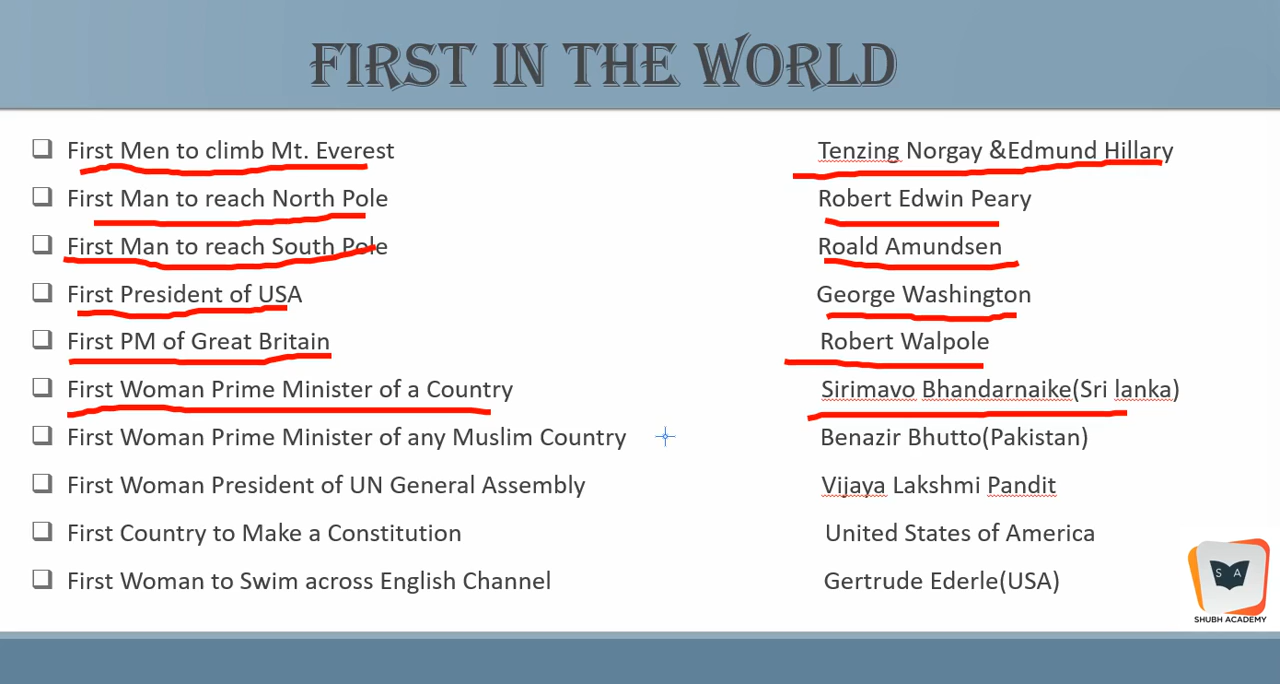 FIRST IN THE WORLD
First Men to climb Mt. Everest Tenzing Norgay &Edmund Hillary
First Man to reach North Pole Robert Edwin Peary
First Man to reach South Pole Roald Amundsen
First President of USA George Washington
First PM of Great Britain Robert Walpole
First Woman Prime Minister of a Country Sirimavo Bhandarnaike(Sri lanka)
First Woman Prime Minister of any Muslim Country Benazir Bhutto(Pakistan)
First Woman President of UN General Assembly Vijaya Lakshmi Pandit
First Country to Make a Constitution United States of America
First Woman to Swim across English Channel Gertrude Ederle(USA)
S A
SHUBH ACADEMY